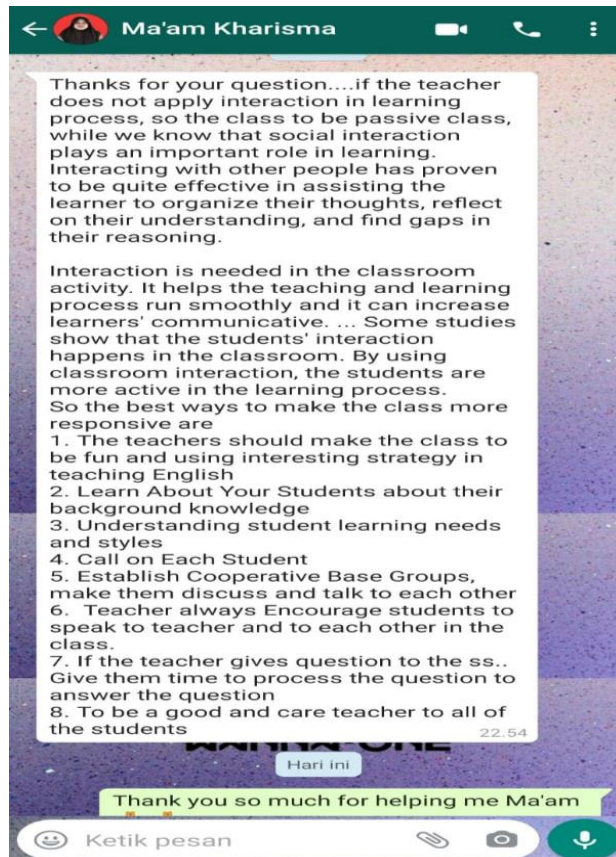 Ma'am Kharisma
Thanks for your question....if the teacher
does not apply interaction in learning
process, so the class to be passive class,
while we know that social interaction
plays an important role in learning.
Interacting with other people has proven
to be quite effective in assisting the
learner to organize their thoughts, reflect
on their understanding, and find gaps in
their reasoning.
Interaction is needed in the classroom
activity. It helps the teaching and learning
process run smoothly and it can increase
learners' communicative. ... Some studies
show that the students' interaction
happens in the classroom. By using
classroom interaction, the students are
more active in the learning process.
So the best ways to make the class more
responsive are
1. The teachers should make the class to
be fun and using interesting strategy in
teaching English
2. Learn About Your Students about their
background knowledge
3. Understanding student learning needs
and styles
4. Call on Each Student
5. Establish Cooperative Base Groups,
make them discuss and talk to each other
6. Teacher always Encourage students to
speak to teacher and to each other in the
class.
7. If the teacher gives question to the ss..
Give them time to process the question to
answer the question
8. To be a good and care teacher to all of
the students
22.54
WANNA-ONE
Hari ini
Thank you so much for helping me Ma'am
Ketik pesan